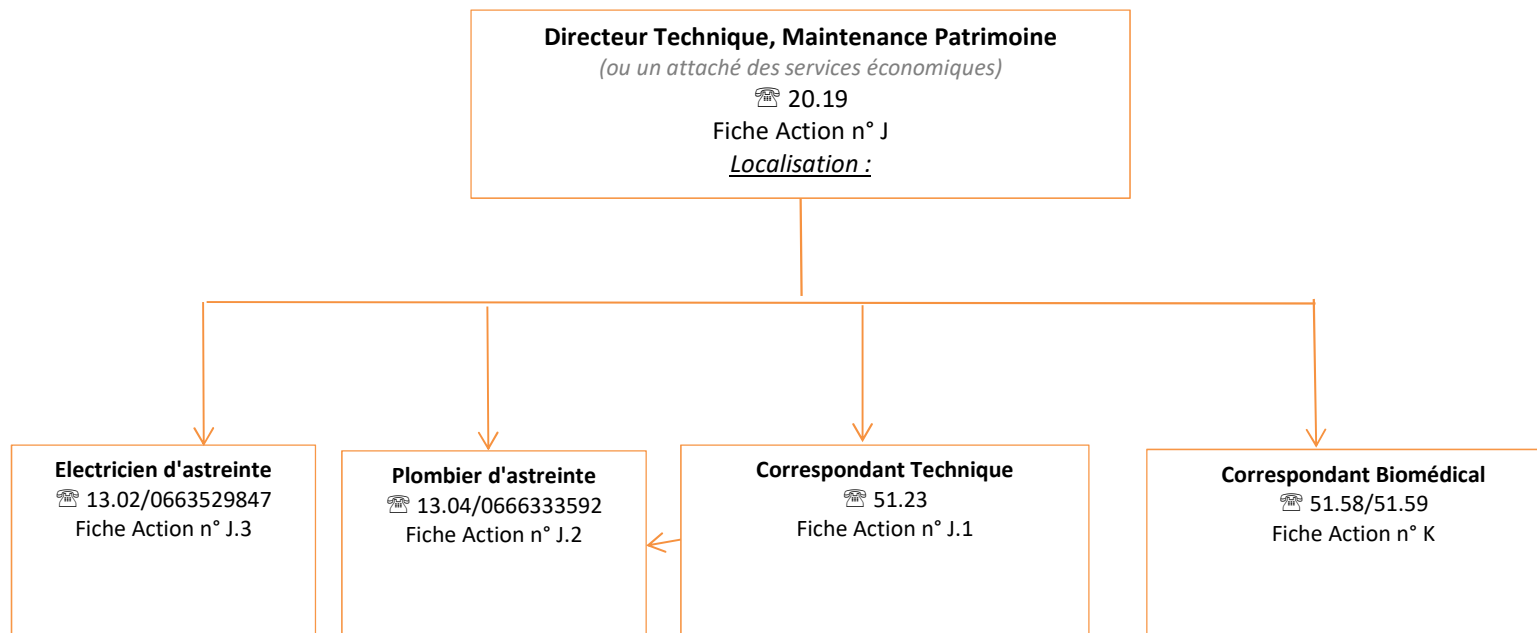 Directeur Technique, Maintenance Patrimoine
(ou un attaché des services économiques)
☏ 20.19
Fiche Action n° J
Localisation :
Electricien d'astreinte
☏ 13.02/0663529847
Fiche Action n° J.3
Plombier d'astreinte
☏ 13.04/0666333592
Fiche Action n° J.2
Correspondant Technique
☏ 51.23
Fiche Action n° J.1
Correspondant Biomédical
☏ 51.58/51.59
Fiche Action n° K